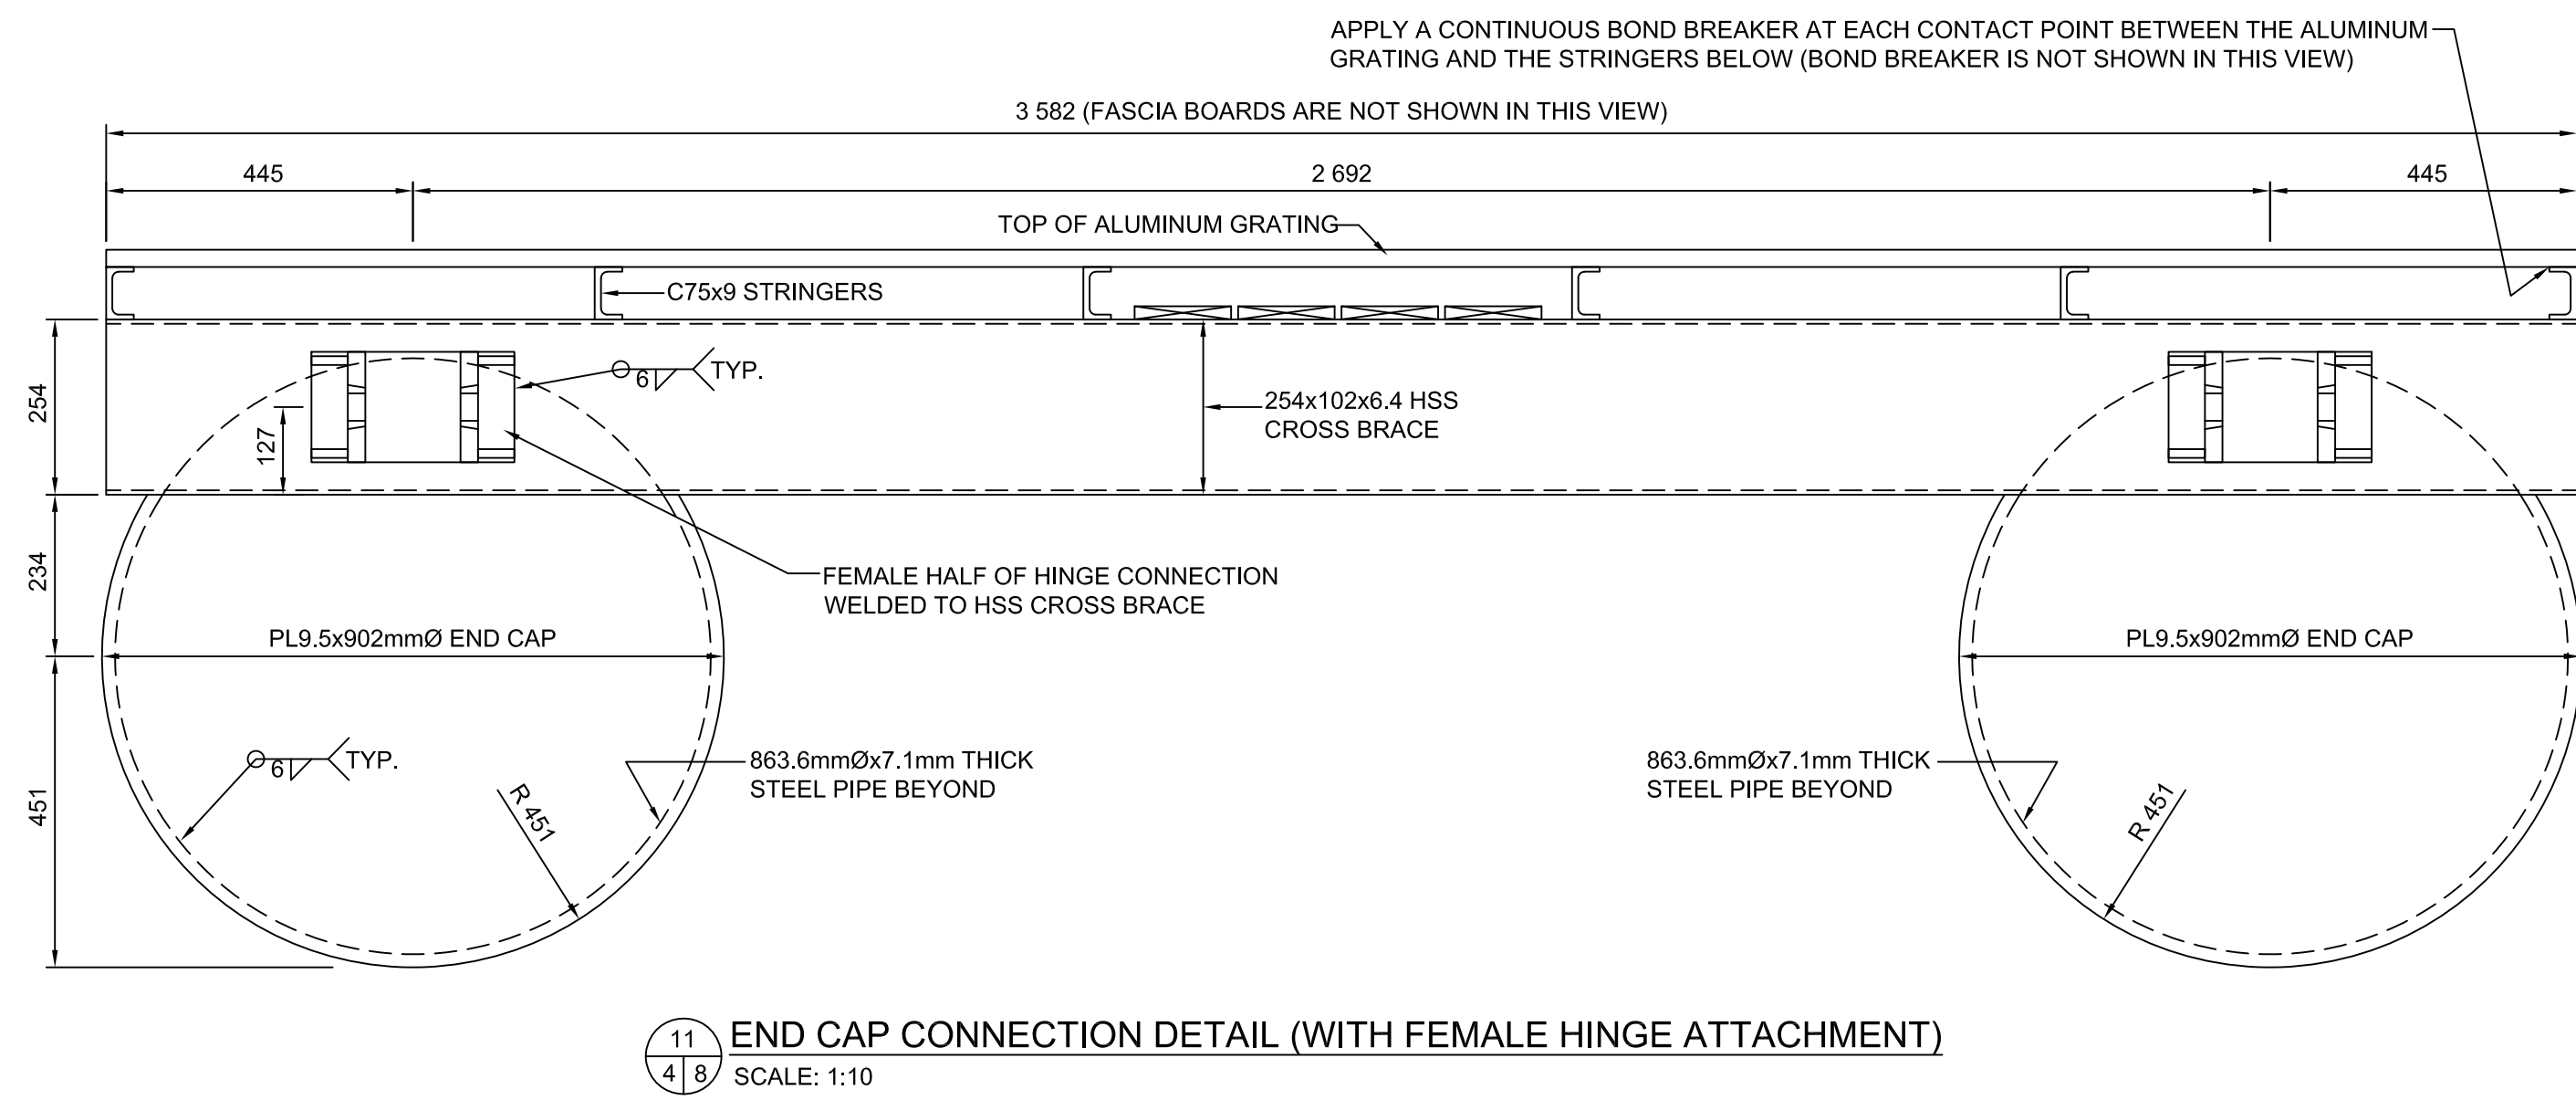 APPLY A CONTINUOUS BOND BREAKER AT EACH CONTACT POINT BETWEEN THE ALUMINUM
GRATING AND THE STRINGERS BELOW (BOND BREAKER IS NOT SHOWN IN THIS VIEW)
3 582 (FASCIA BOARDS ARE NOT SHOWN IN THIS VIEW)
445
2 692
445
TOP OF ALUMINUM GRATING
C75x9 STRINGERS
6
TYP.
254
127
254x102x6.4 HSS
CROSS BRACE
234
FEMALE HALF OF HINGE CONNECTION
WELDED TO HSS CROSS BRACE
PL9.5x902mmØ END CAP
PL9.5x902mmØ END CAP
451
6
TYP.
R 451
863.6mmØx7.1mm THICK
STEEL PIPE BEYOND
863.6mmØx7.1mm THICK
STEEL PIPE BEYOND
R 451
11
4 8
END CAP CONNECTION DETAIL (WITH FEMALE HINGE ATTACHMENT)
SCALE: 1:10